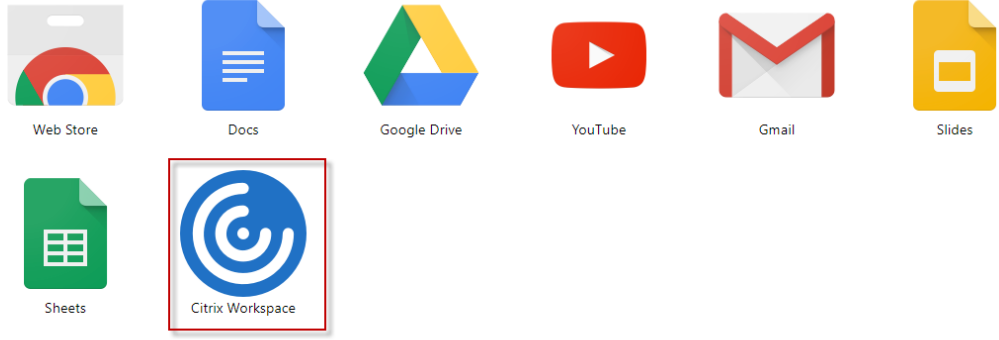 Web Store
Docs
Google Drive
YouTube
Gmail
Slides
Sheets
Citrix Workspace